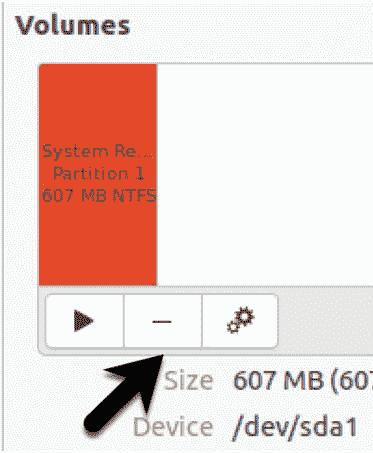 Volumes
System Re...
Partition 1
607 MB NTFS
Size 607 MB (607
Device /dev/sda1